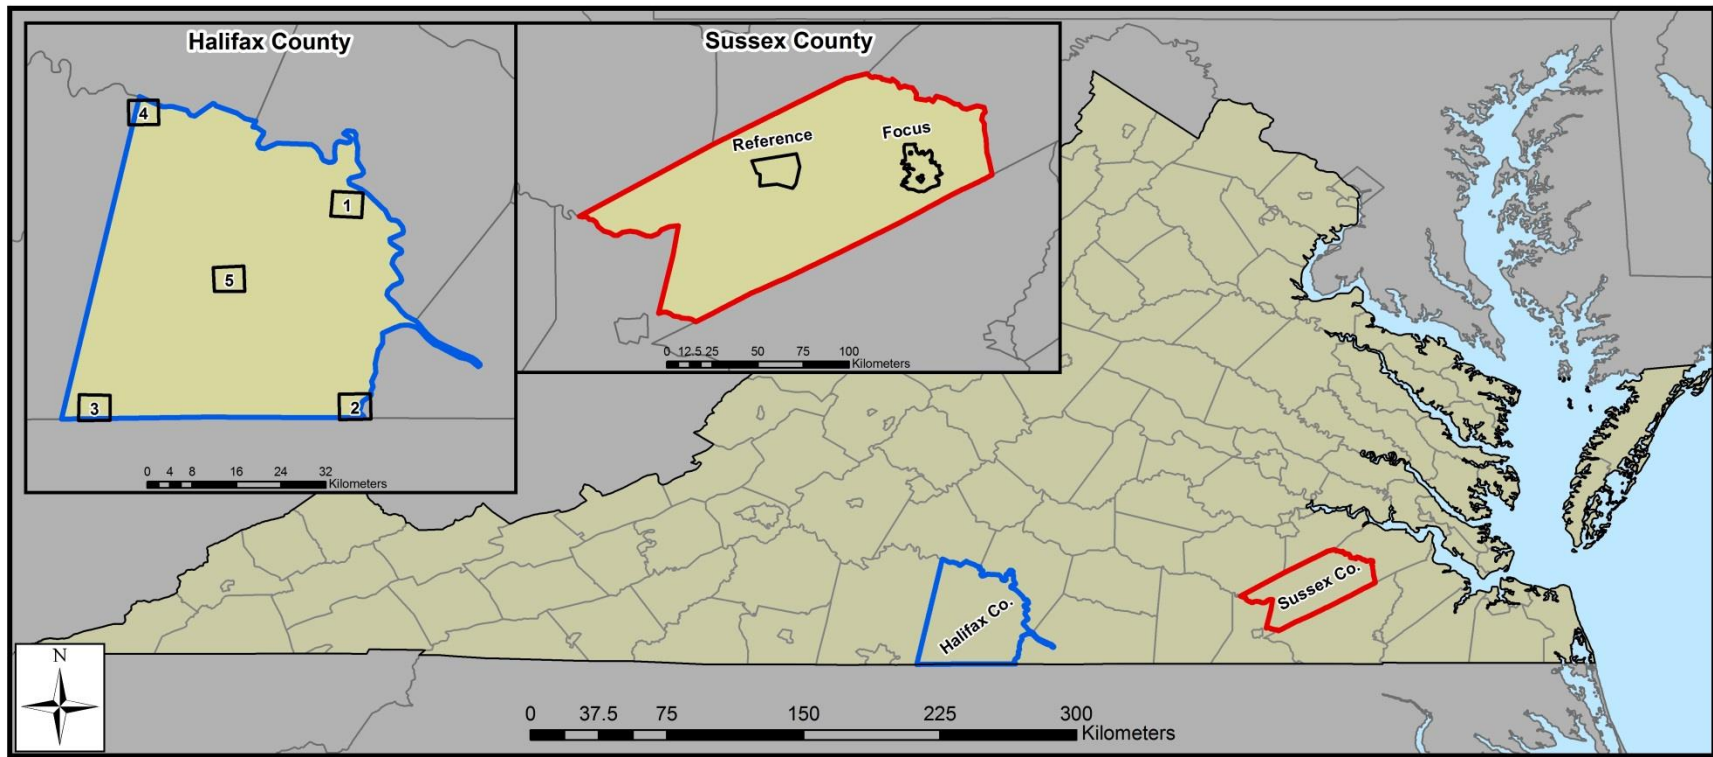 Halifax County
4
1
5
3
2
0 4 8 16 24 32
Kilometers
Sussex County
Reference
Focus
0 12.5 25 50 75 100
Kilometers
Halifax Co.
Sussex Co.
N
0 37.5 75 150 225 300
Kilometers